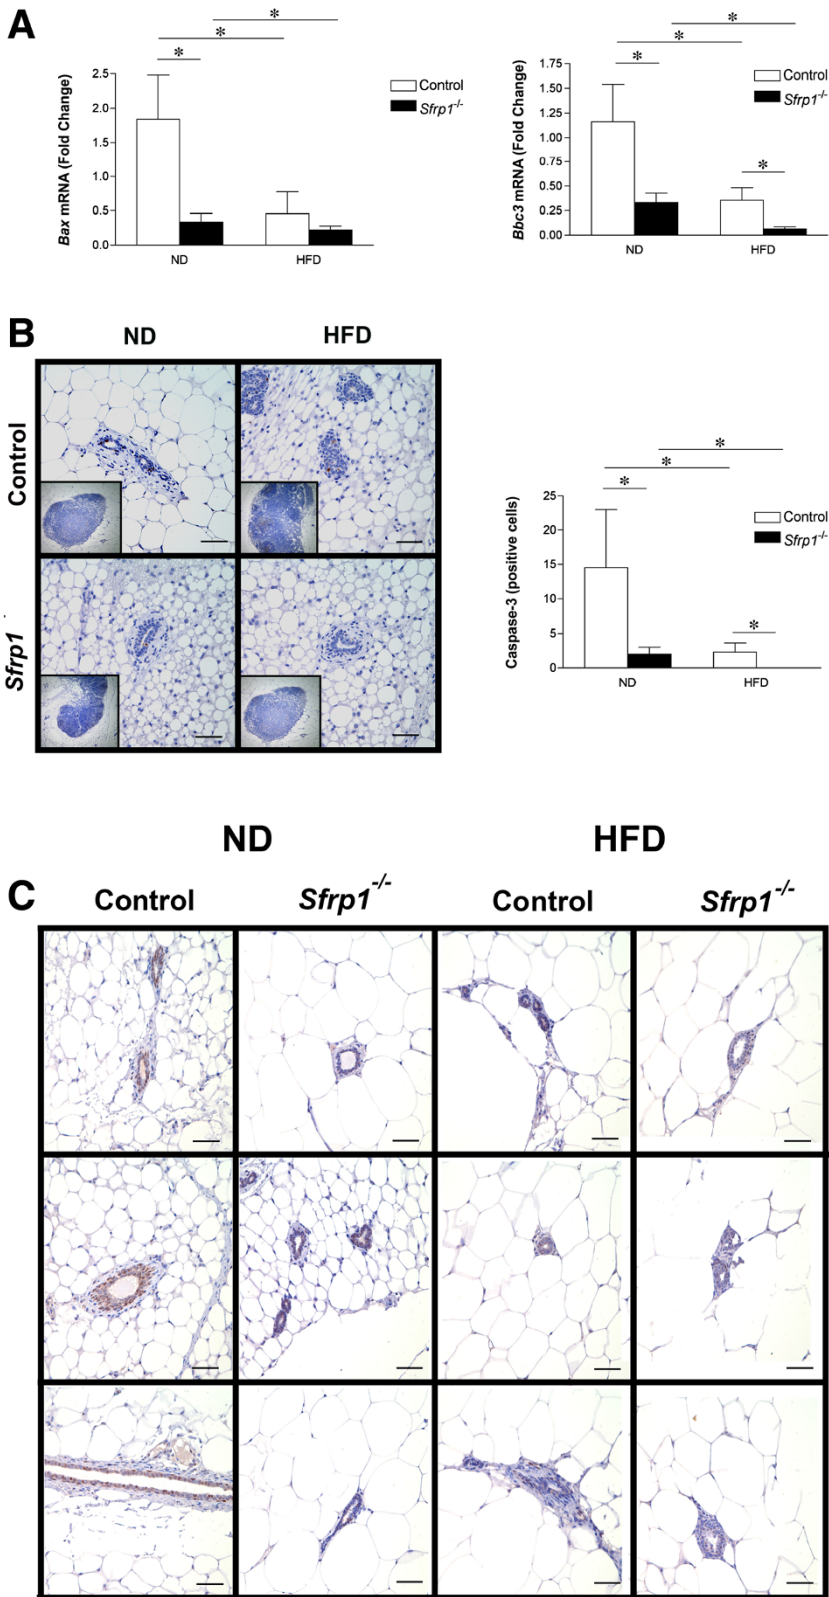 A
*
*
*
Bax mRNA (Fold Change)
2.5
2.0
1.5
1.0
0.5
0.0
ND
HFD
Control
Sfrp1-/-
*
*
*
*
Bbc3 mRNA (Fold Change)
1.75
1.50
1.25
1.00
0.75
0.50
0.25
0.00
ND
HFD
Control
Sfrp1-/-
B
ND
HFD
Control
Sfrp1
*
*
*
*
Caspase-3 (positive cells)
25
20
15
10
5
0
ND
HFD
Control
Sfrp1-/-
ND
HFD
C
Control
Sfrp1-/-
Control
Sfrp1-/-